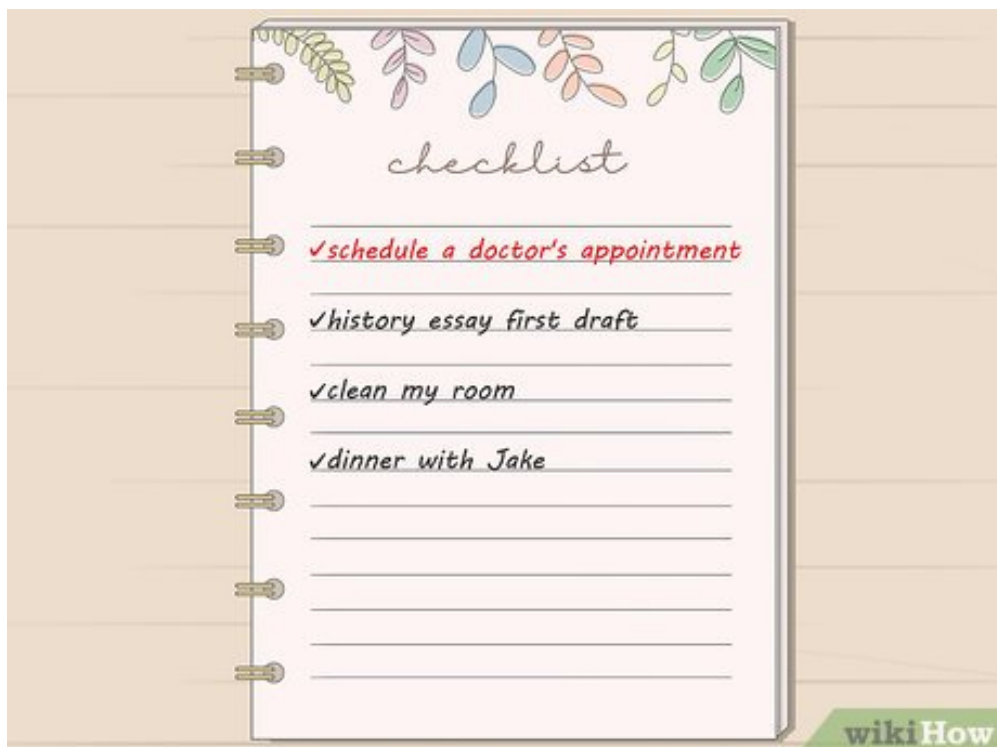 checklist
✓schedule a doctor's appointment
✓history essay first draft
✓clean my room
✓dinner with Jake
wikiHow